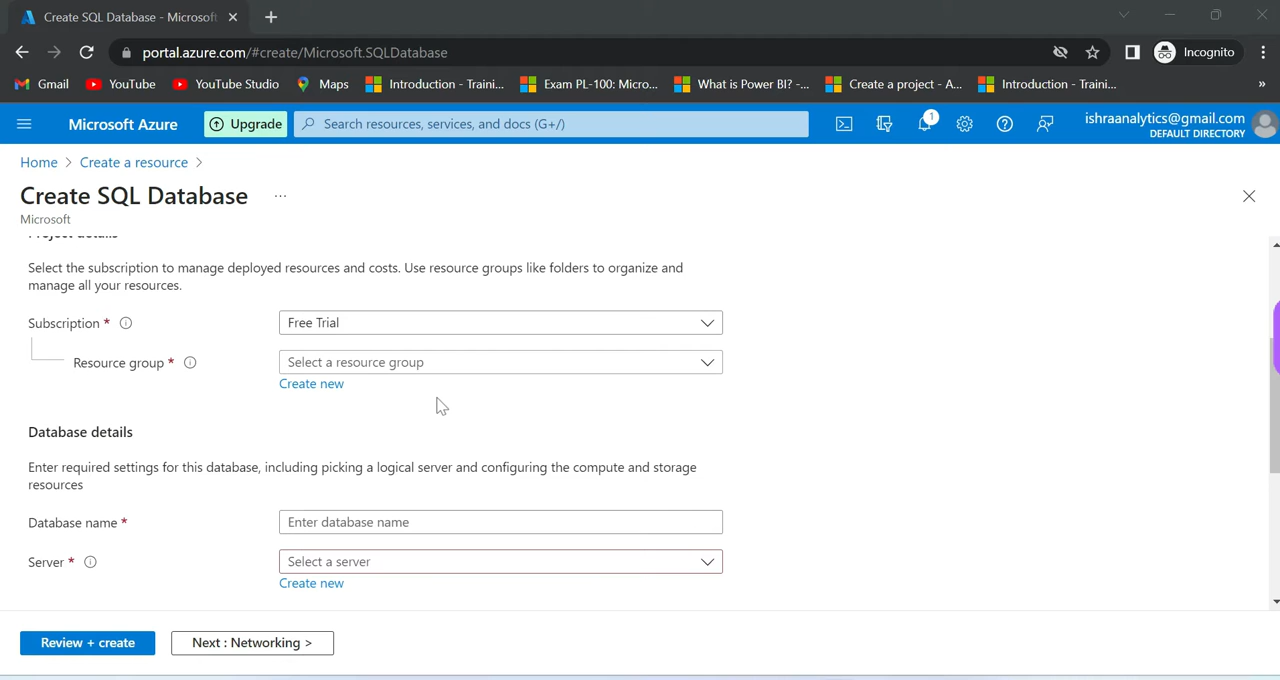 Create SQL Database - Microsoft
portal.azure.com/#create/Microsoft.SQLDatabase
Incognito
Gmail
YouTube
YouTube Studio
Maps
Introduction - Traini...
Exam PL-100: Micro...
What is Power BI? -...
Create a project - A...
Introduction - Traini...
»
Microsoft Azure
Upgrade
Search resources, services, and docs (G+/)
1
ishraanalytics@gmail.com
DEFAULT DIRECTORY
Home > Create a resource >
Create SQL Database ...
Microsoft
Project details
Select the subscription to manage deployed resources and costs. Use resource groups like folders to organize and
manage all your resources.
Subscription *
Free Trial
Resource group *
Select a resource group
Create new
Database details
Enter required settings for this database, including picking a logical server and configuring the compute and storage
resources
Database name *
Enter database name
Server *
Select a server
Create new
Review + create
Next : Networking >